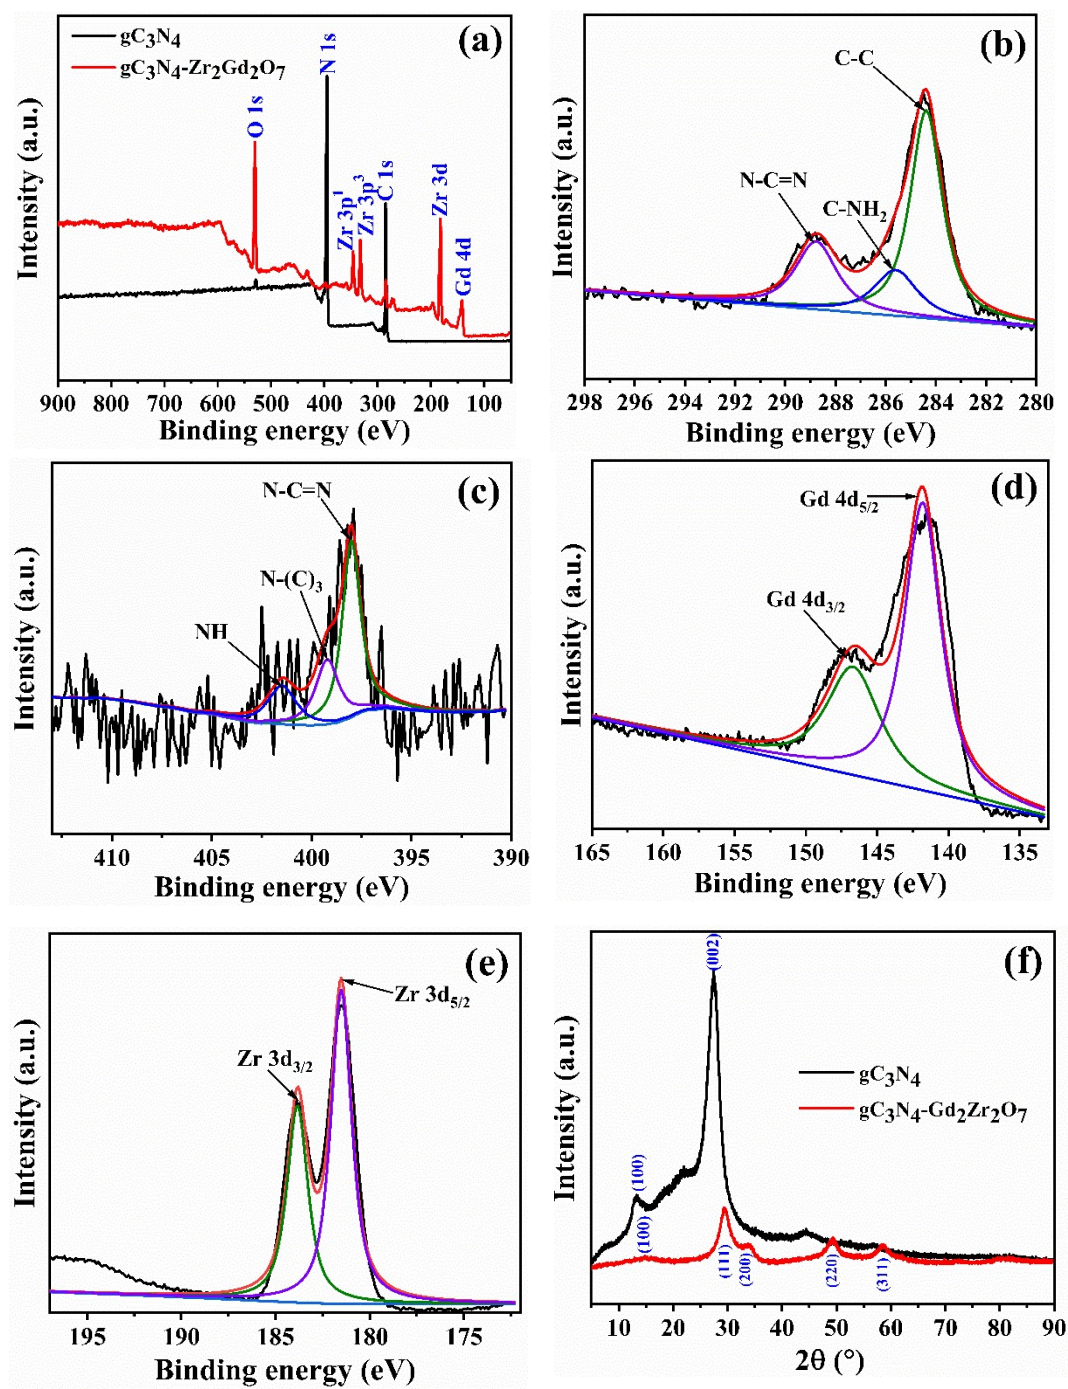 (a)
gC₃N₄
gC₃N₄-Zr₂Gd₂O₇
O 1s
N 1s
Zr 3p¹
Zr 3p³
C 1s
Zr 3d
Gd 4d
Intensity (a.u.)
900 800 700 600 500 400 300 200 100
Binding energy (eV)
(b)
C-C
N-C=N
C-NH₂
Intensity (a.u.)
298 296 294 292 290 288 286 284 282 280
Binding energy (eV)
(c)
N-C=N
N-(C)₃
NH
Intensity (a.u.)
410 405 400 395 390
Binding energy (eV)
(d)
Gd 4d₅/₂
Gd 4d₃/₂
Intensity (a.u.)
165 160 155 150 145 140 135
Binding energy (eV)
(e)
Zr 3d₅/₂
Zr 3d₃/₂
Intensity (a.u.)
195 190 185 180 175
Binding energy (eV)
(f)
(002)
gC₃N₄
gC₃N₄-Gd₂Zr₂O₇
(100)
(100)
(111)
(200)
(220)
(311)
Intensity (a.u.)
10 20 30 40 50 60 70 80 90
2θ (°)